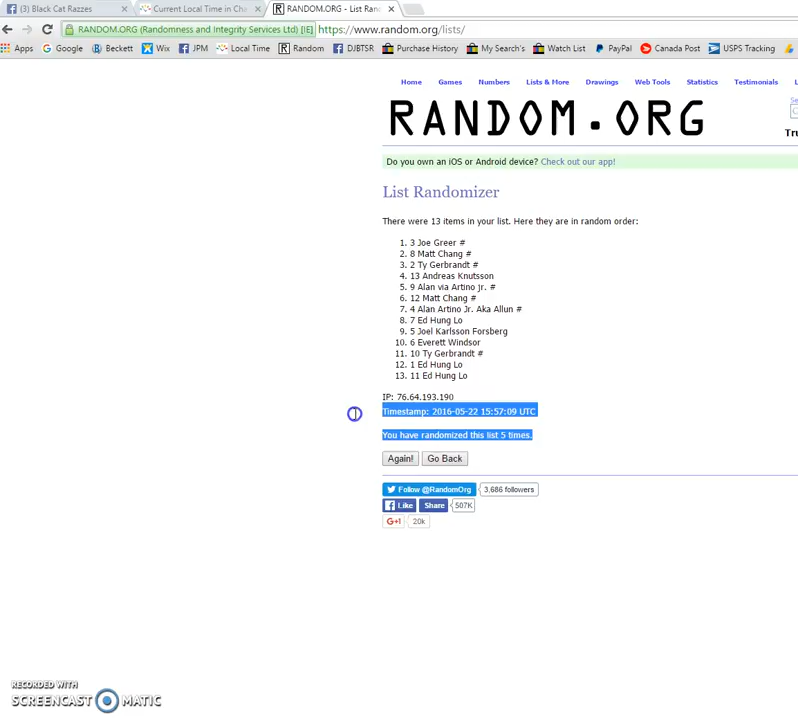 (3) Black Cat Razzes
Current Local Time in Cha
RANDOM.ORG - List Ran
RANDOM.ORG (Randomness and Integrity Services Ltd) [IE]
https://www.random.org/lists/
Apps Google Beckett Wix JPM Local Time Random DJBTSR Purchase History My Search's Watch List PayPal Canada Post USPS Tracking
Home Games Numbers Lists & More Drawings Web Tools Statistics Testimonials L
Se
RANDOM.ORG
Tru
Do you own an iOS or Android device? Check out our app!
List Randomizer
There were 13 items in your list. Here they are in random order:
1. 3 Joe Greer #
2. 8 Matt Chang #
3. 2 Ty Gerbrandt #
4. 13 Andreas Knutsson
5. 9 Alan via Artino jr. #
6. 12 Matt Chang #
7. 4 Alan Artino Jr. Aka Allun #
8. 7 Ed Hung Lo
9. 5 Joel Karlsson Forsberg
10. 6 Everett Windsor
11. 10 Ty Gerbrandt #
12. 1 Ed Hung Lo
13. 11 Ed Hung Lo
IP: 76.64.193.190
Timestamp: 2016-05-22 15:57:09 UTC
You have randomized this list 5 times.
Again! Go Back
Follow @RandomOrg 3,686 followers
Like Share 507K
G+1 20k
RECORDED WITH
SCREENCAST MATIC